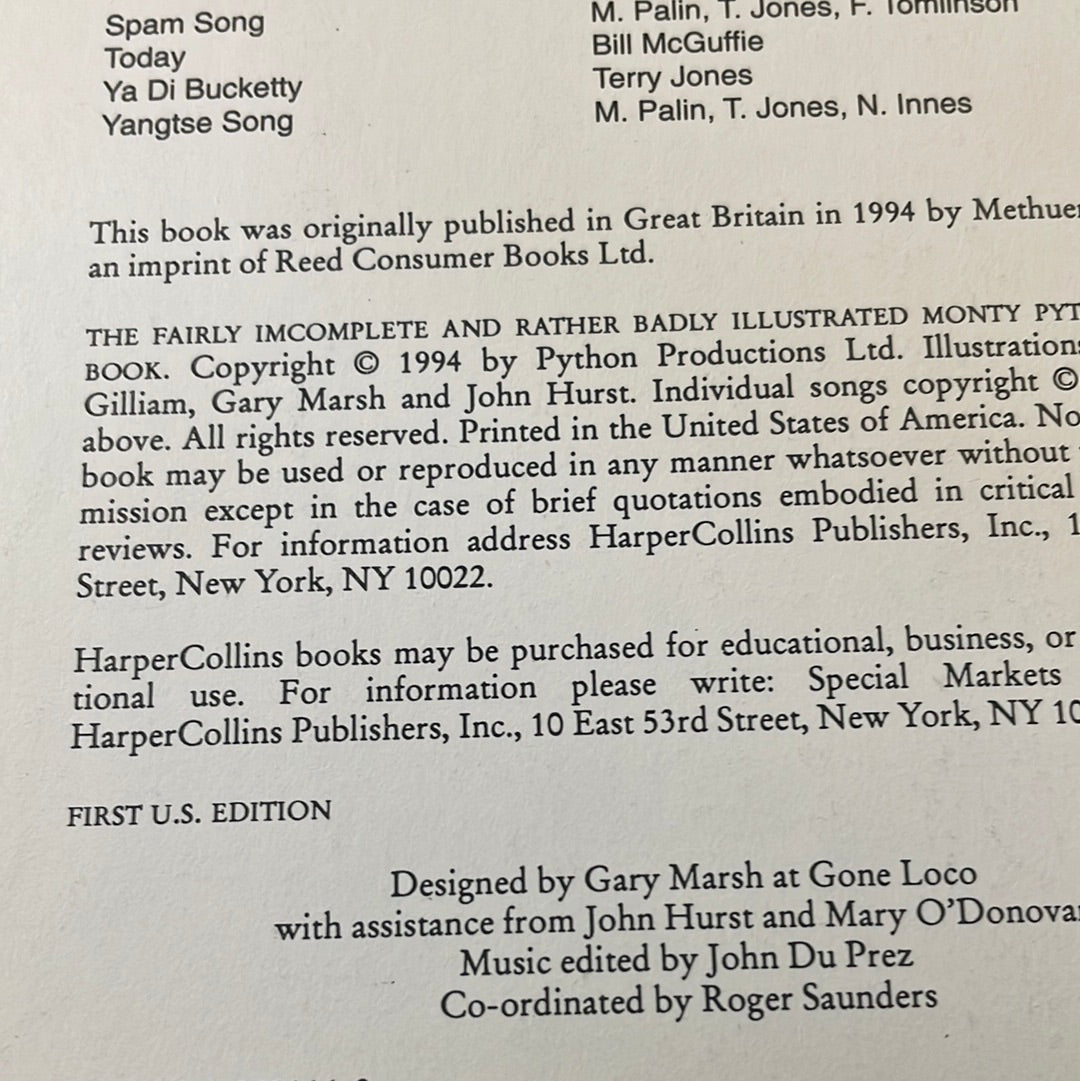 Spam Song M. Palin, T. Jones, F. Tomlinson
Today Bill McGuffie
Ya Di Bucketty Terry Jones
Yangtse Song M. Palin, T. Jones, N. Innes
This book was originally published in Great Britain in 1994 by Methuen
an imprint of Reed Consumer Books Ltd.
THE FAIRLY IMCOMPLETE AND RATHER BADLY ILLUSTRATED MONTY PYT
BOOK. Copyright © 1994 by Python Productions Ltd. Illustrations
Gilliam, Gary Marsh and John Hurst. Individual songs copyright ©
above. All rights reserved. Printed in the United States of America. No
book may be used or reproduced in any manner whatsoever without
mission except in the case of brief quotations embodied in critical
reviews. For information address HarperCollins Publishers, Inc., 1
Street, New York, NY 10022.
HarperCollins books may be purchased for educational, business, or
tional use. For information please write: Special Markets
HarperCollins Publishers, Inc., 10 East 53rd Street, New York, NY 10
FIRST U.S. EDITION
Designed by Gary Marsh at Gone Loco
with assistance from John Hurst and Mary O'Donovan
Music edited by John Du Prez
Co-ordinated by Roger Saunders